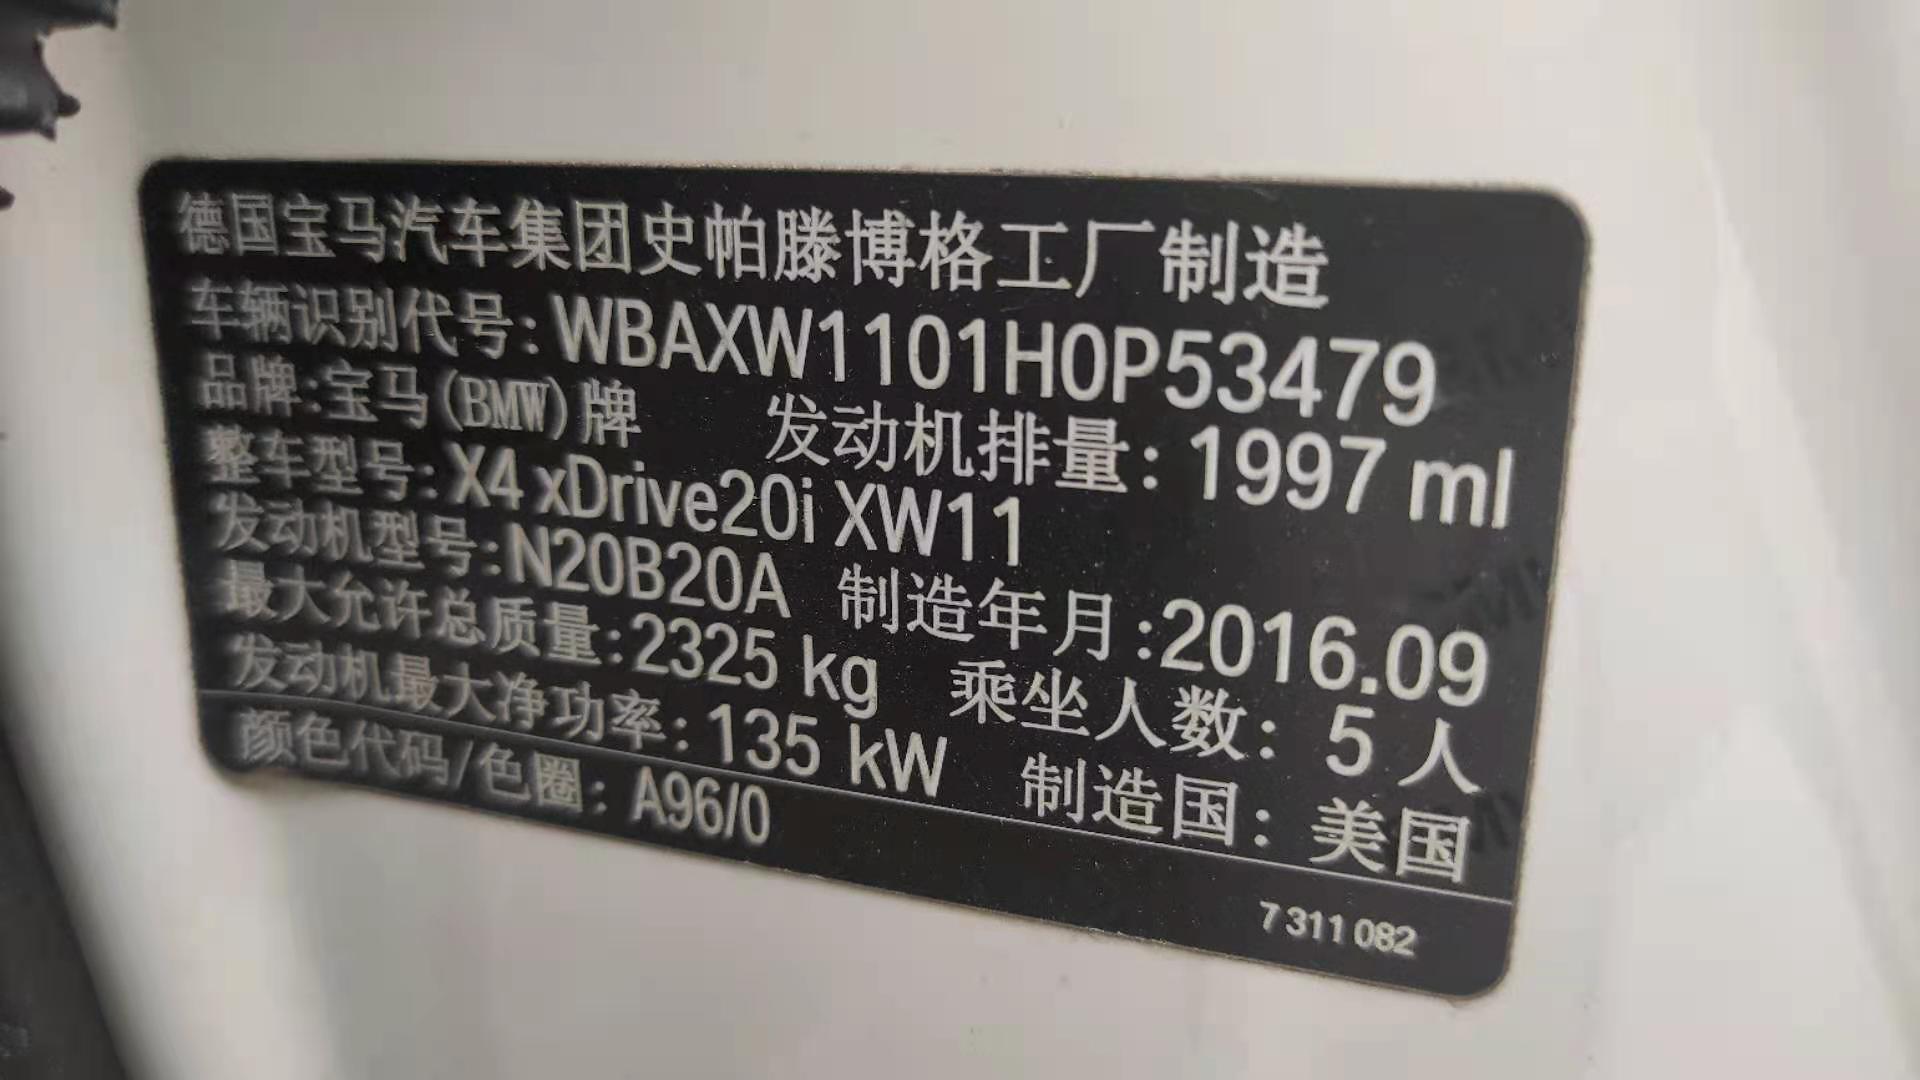 德国宝马汽车集团史帕滕博格工厂制造
车辆识别代号: WBAXW1101H0P53479
品牌:宝马(BMW)牌 发动机排量: 1997 ml
整车型号: X4 xDrive20i XW11
发动机型号:N20B20A 制造年月:2016.09
最大允许总质量:2325 kg 乘坐人数: 5 人
发动机最大净功率: 135 kW 制造国: 美国
颜色代码/色圈: A96/0
7 311 082